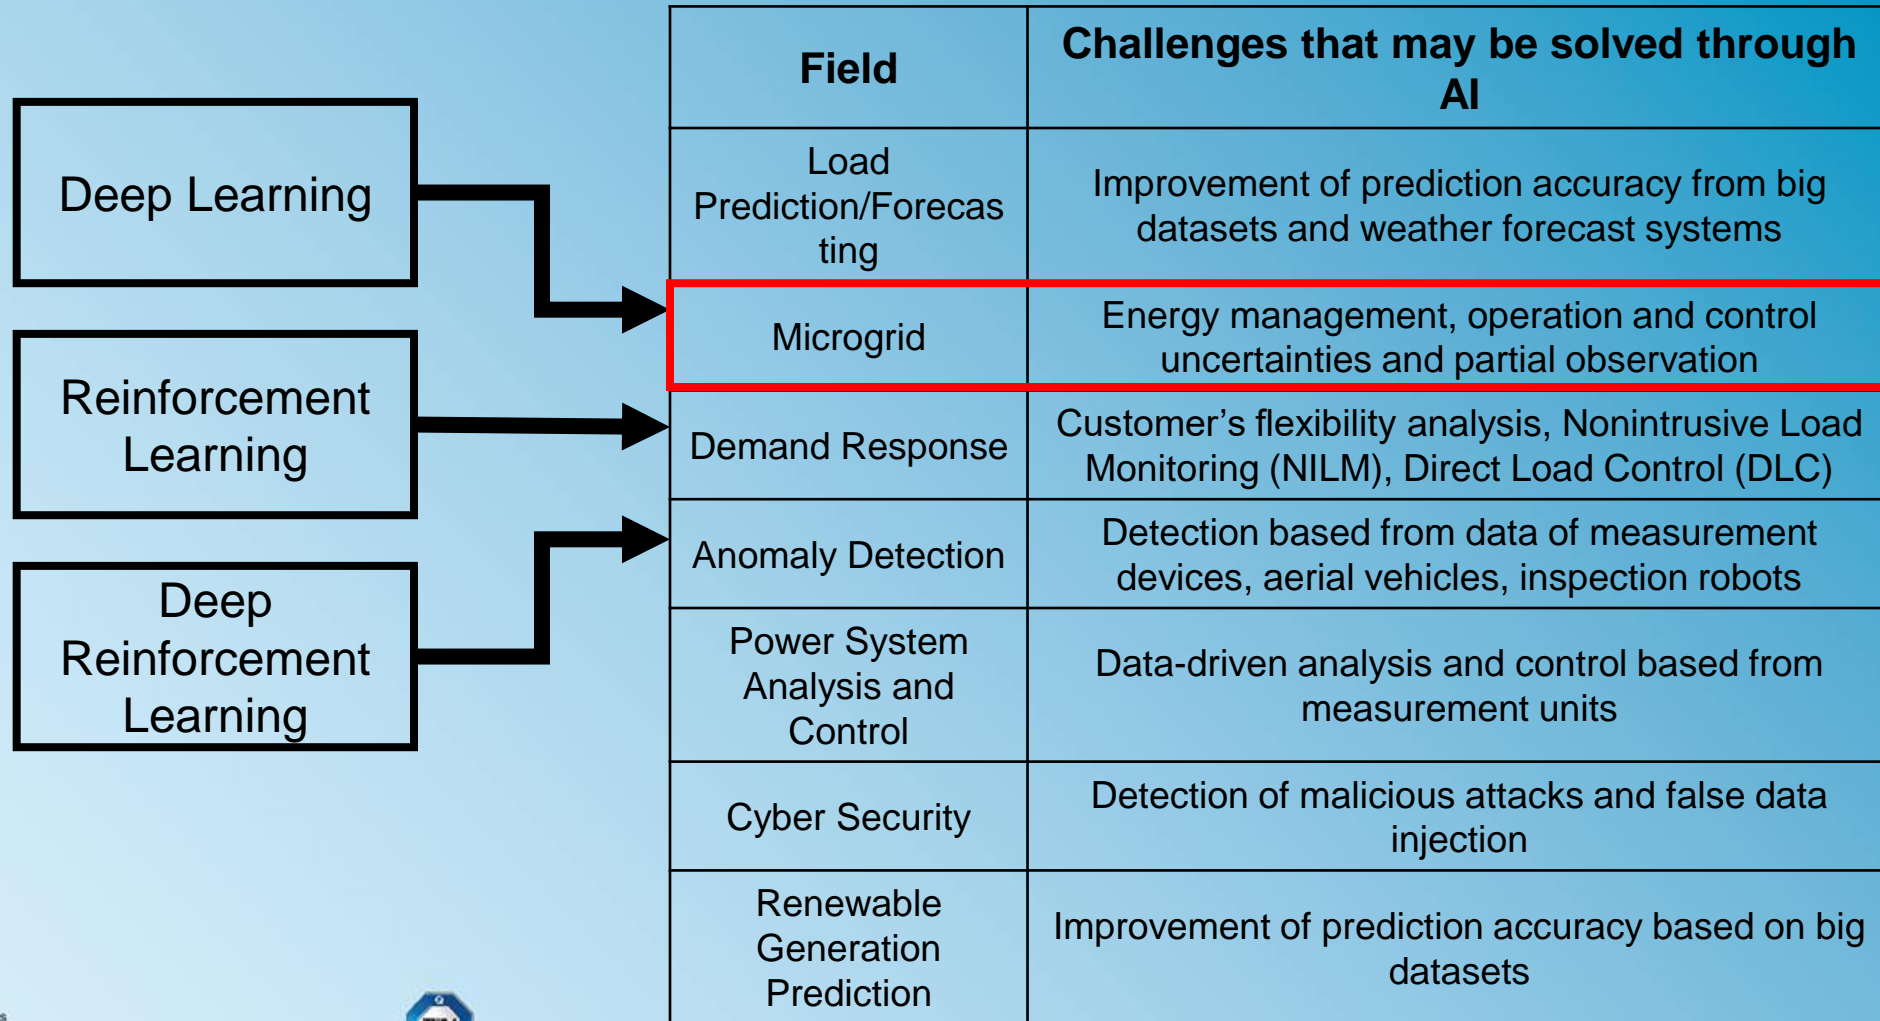 Deep Learning
Reinforcement
Learning
Deep
Reinforcement
Learning
Field
Challenges that may be solved through
AI
Load
Prediction/Forecas
ting
Improvement of prediction accuracy from big
datasets and weather forecast systems
Microgrid
Energy management, operation and control
uncertainties and partial observation
Demand Response
Customer’s flexibility analysis, Nonintrusive Load
Monitoring (NILM), Direct Load Control (DLC)
Anomaly Detection
Detection based from data of measurement
devices, aerial vehicles, inspection robots
Power System
Analysis and
Control
Data-driven analysis and control based from
measurement units
Cyber Security
Detection of malicious attacks and false data
injection
Renewable
Generation
Prediction
Improvement of prediction accuracy based on big
datasets